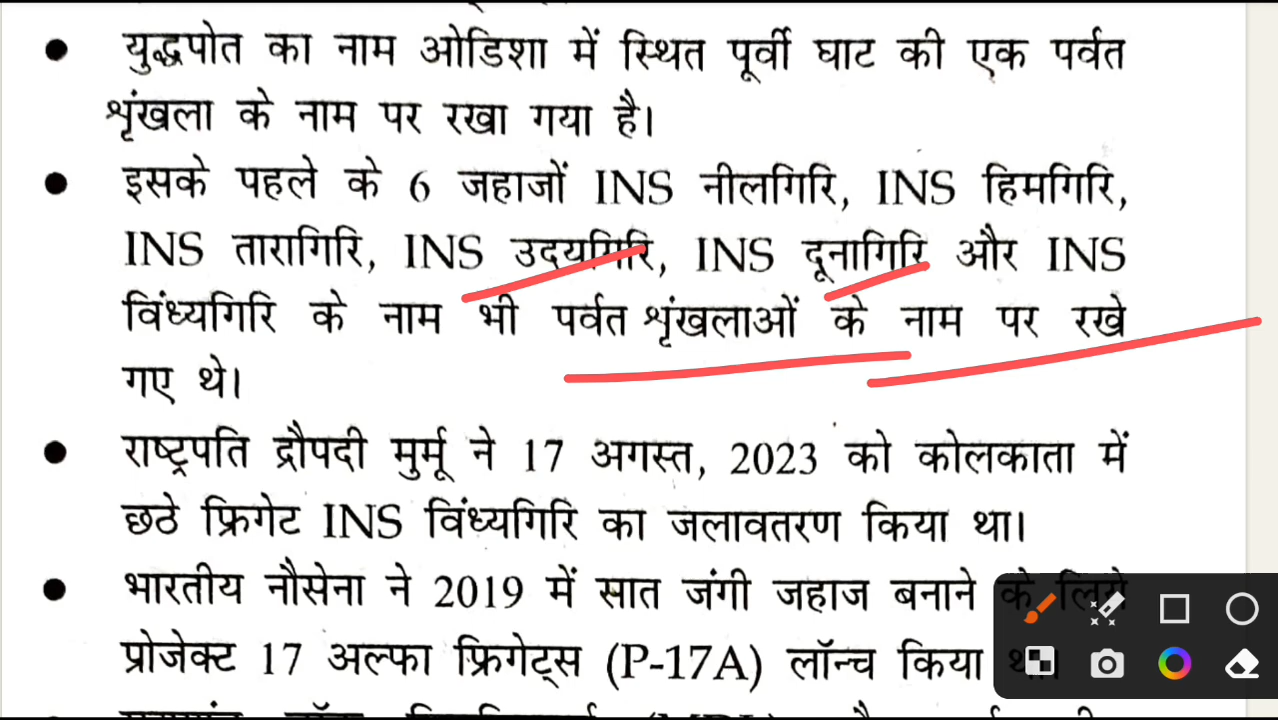 • युद्धपोत का नाम ओडिशा में स्थित पूर्वी घाट की एक पर्वत
शृंखला के नाम पर रखा गया है।
• इसके पहले के 6 जहाजों INS नीलगिरि, INS हिमगिरि,
INS तारागिरि, INS उदयगिरि, INS दूनागिरि और INS
विंध्यगिरि के नाम भी पर्वत शृंखलाओं के नाम पर रखे
गए थे।
• राष्ट्रपति द्रौपदी मुर्मू ने 17 अगस्त, 2023 को कोलकाता में
छठे फ्रिगेट INS विंध्यगिरि का जलावतरण किया था।
• भारतीय नौसेना ने 2019 में सात जंगी जहाज बनाने के लिये
प्रोजेक्ट 17 अल्फा फ्रिगेट्स (P-17A) लॉन्च किया था।